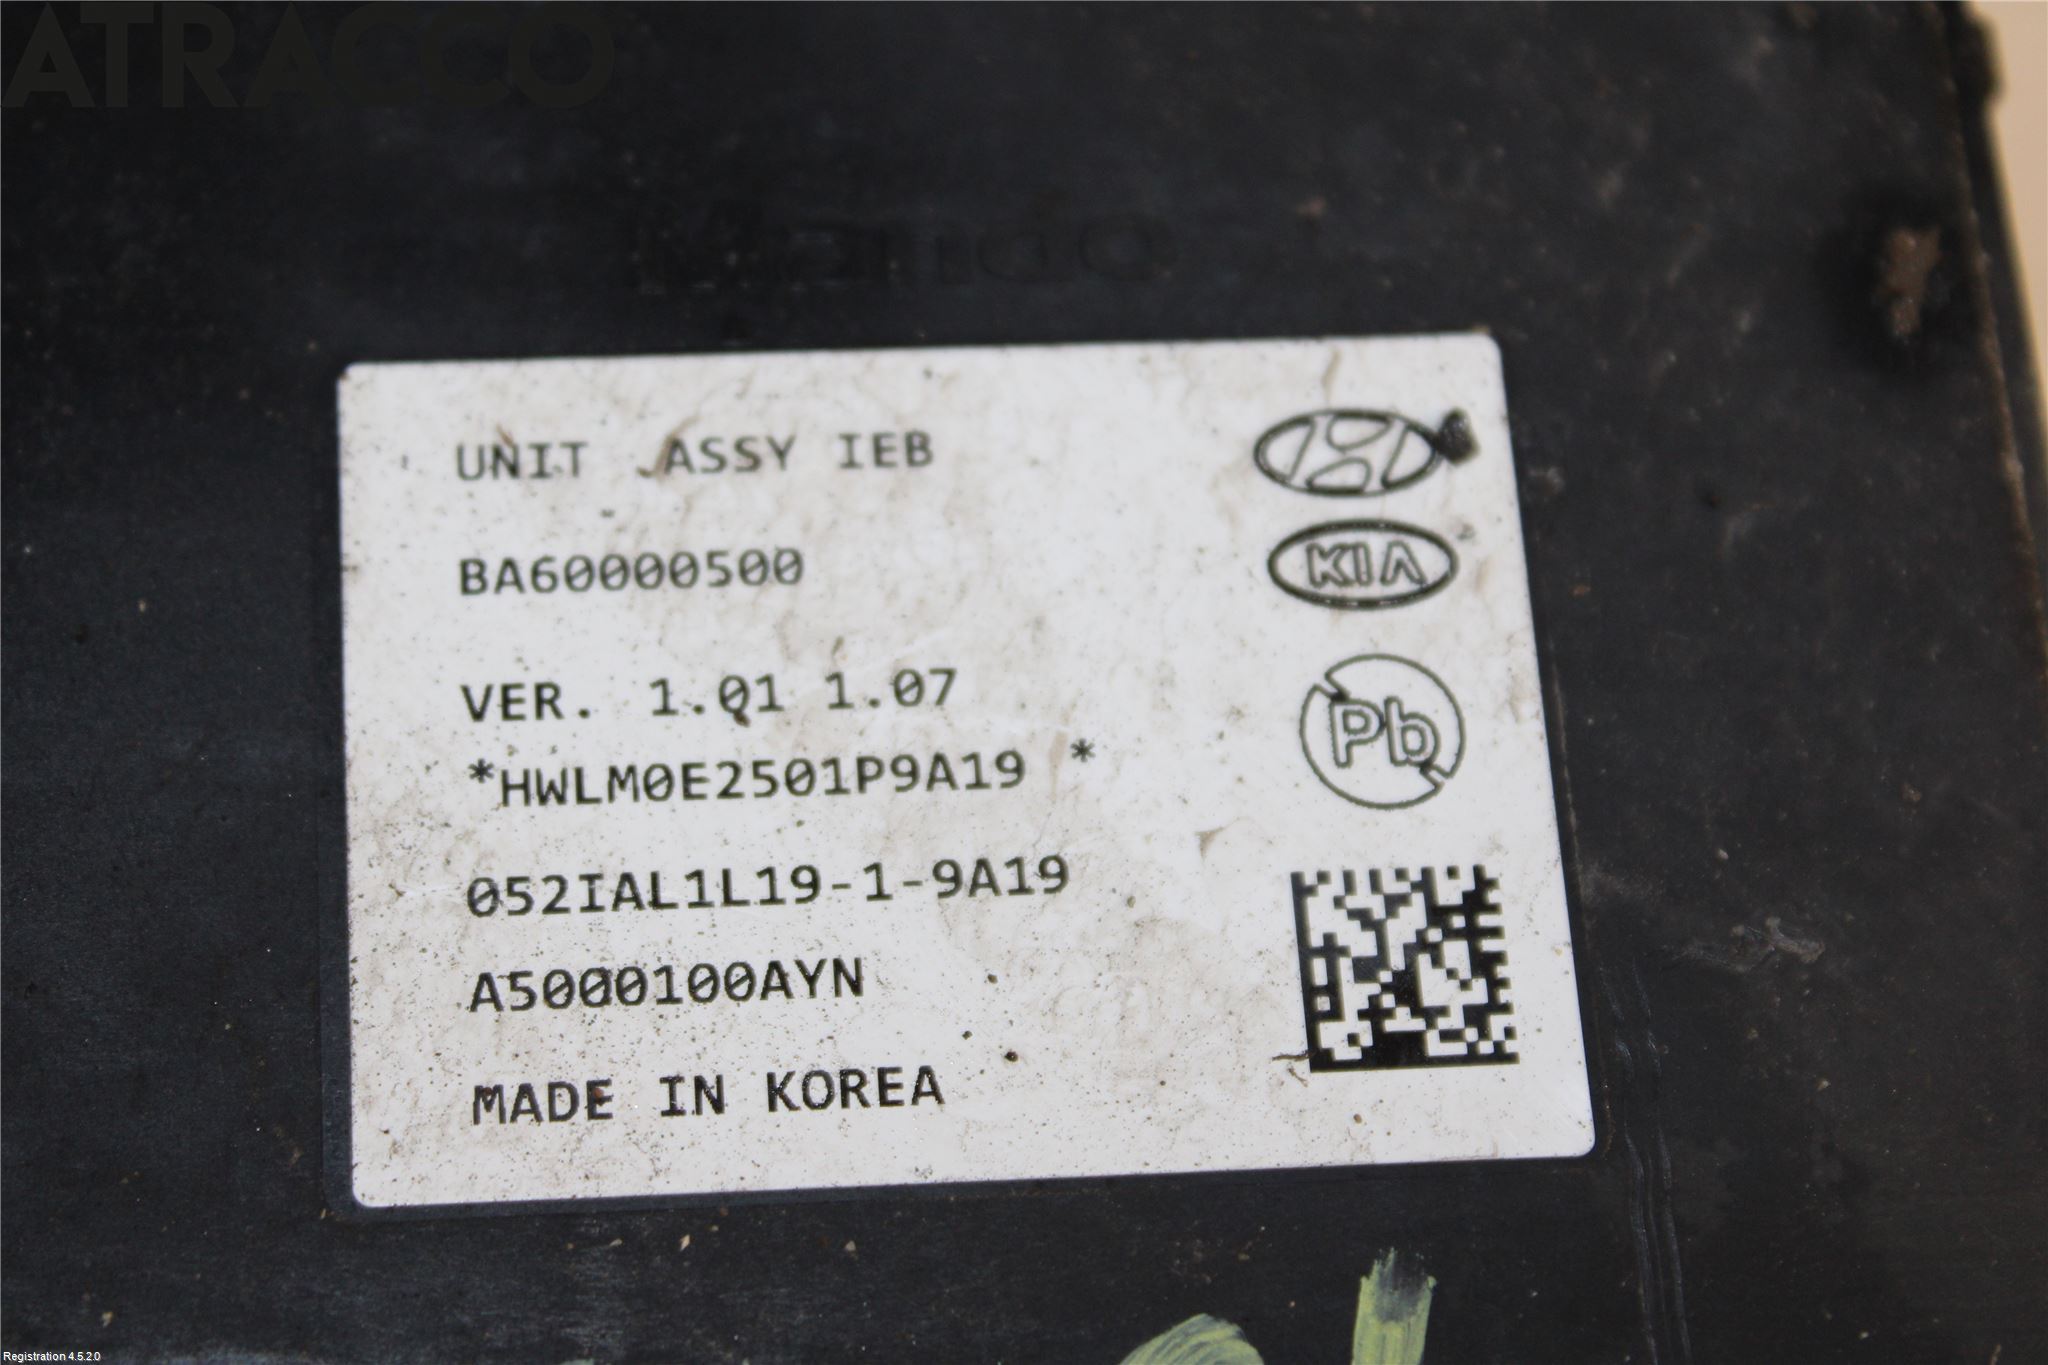 ATRACCO
Mando
UNIT ASSY IEB
BA60000500
KIA
VER. 1.01 1.07
*HWLM0E2501P9A19 *
Pb
052IAL1L19-1-9A19
A5000100AYN
MADE IN KOREA
Registration 4.5.2.0